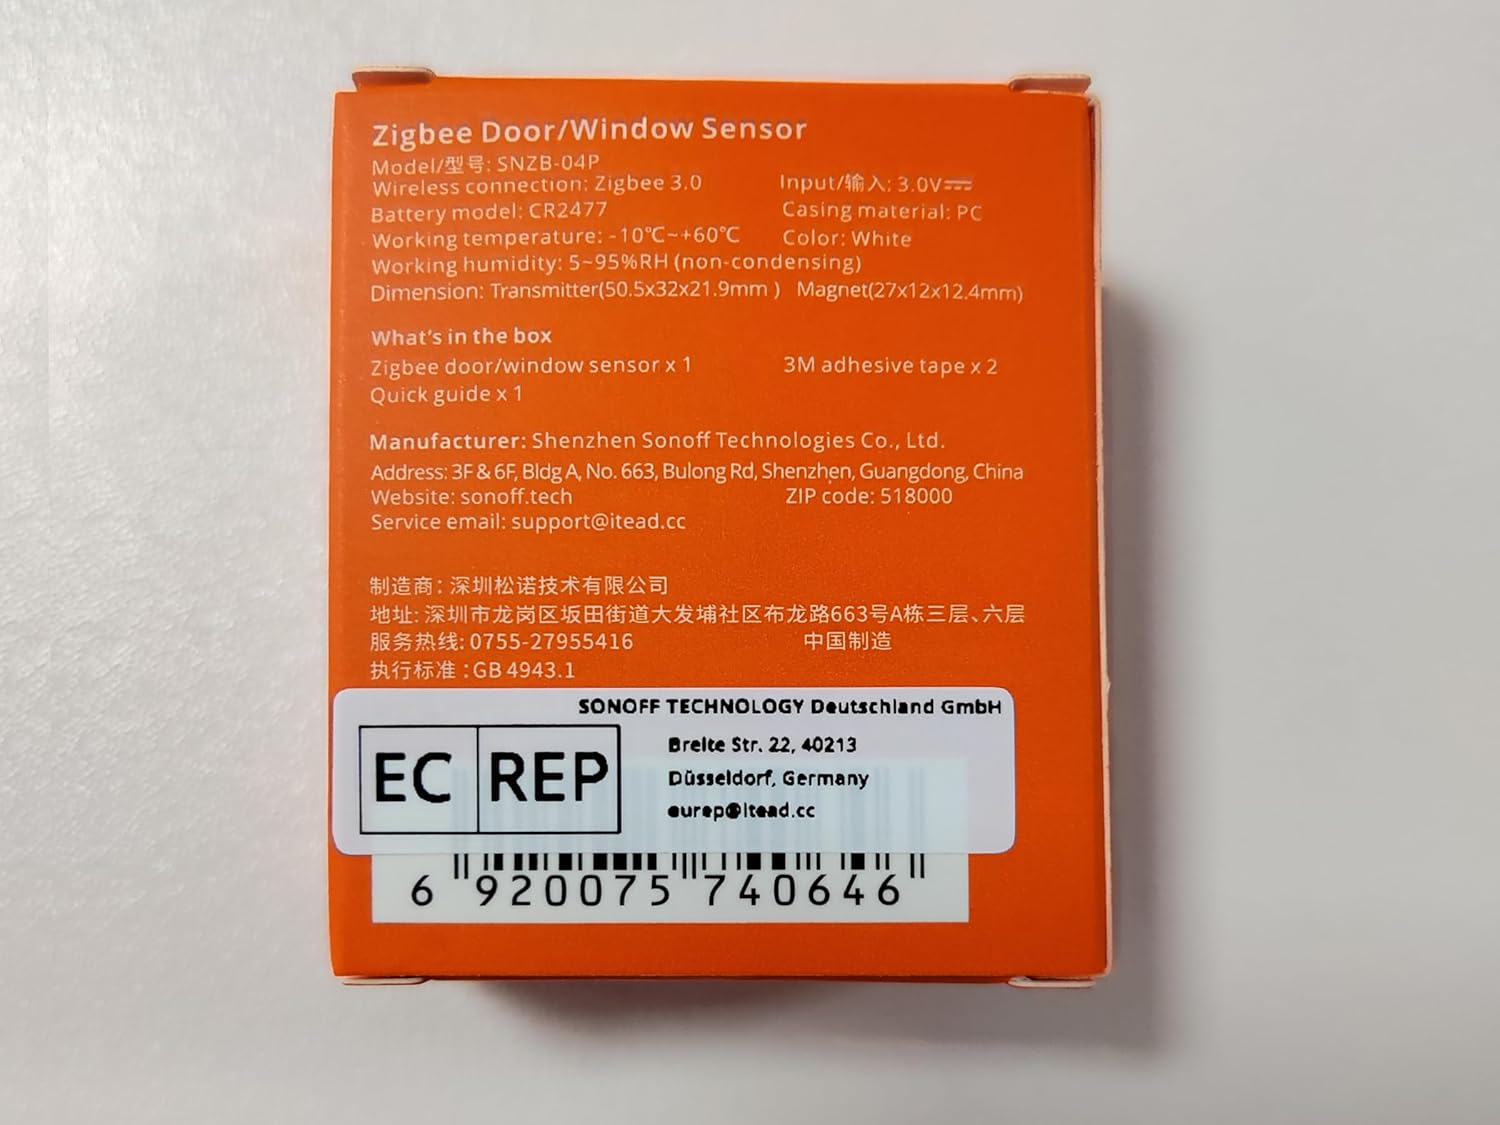 Zigbee Door/Window Sensor
Model/型号: SNZB-04P
Wireless connection: Zigbee 3.0 Input/输入: 3.0V⎓
Battery model: CR2477 Casing material: PC
Working temperature: -10℃~+60℃ Color: White
Working humidity: 5~95%RH (non-condensing)
Dimension: Transmitter(50.5x32x21.9mm ) Magnet(27x12x12.4mm)
What's in the box
Zigbee door/window sensor x 1 3M adhesive tape x 2
Quick guide x 1
Manufacturer: Shenzhen Sonoff Technologies Co., Ltd.
Address: 3F & 6F, Bldg A, No. 663, Bulong Rd, Shenzhen, Guangdong, China
Website: sonoff.tech ZIP code: 518000
Service email: support@itead.cc
制造商: 深圳松诺技术有限公司
地址: 深圳市龙岗区坂田街道大发埔社区布龙路663号A栋三层、六层
服务热线: 0755-27955416 中国制造
执行标准 :GB 4943.1
SONOFF TECHNOLOGY Deutschland GmbH
EC REP
Breite Str. 22, 40213
Düsseldorf, Germany
eurep@itead.cc
6 920075 740646